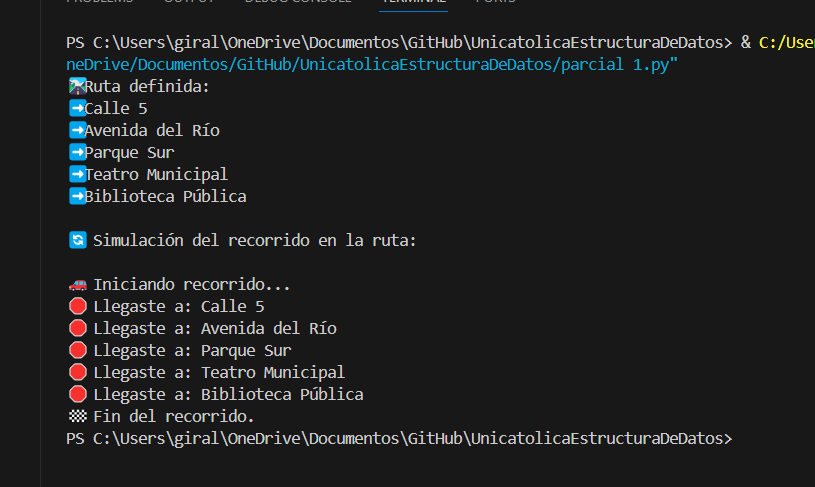 PROBLEMS OUTPUT DEBUG CONSOLE TERMINAL PORTS
PS C:\Users\giral\OneDrive\Documentos\GitHub\UnicatolicaEstructuraDeDatos> & C:/Use
neDrive/Documentos/GitHub/UnicatolicaEstructuraDeDatos/parcial 1.py"
🛣️Ruta definida:
➡️Calle 5
➡️Avenida del Río
➡️Parque Sur
➡️Teatro Municipal
➡️Biblioteca Pública
🔄 Simulación del recorrido en la ruta:
🚗 Iniciando recorrido...
🛑 Llegaste a: Calle 5
🛑 Llegaste a: Avenida del Río
🛑 Llegaste a: Parque Sur
🛑 Llegaste a: Teatro Municipal
🛑 Llegaste a: Biblioteca Pública
🏁 Fin del recorrido.
PS C:\Users\giral\OneDrive\Documentos\GitHub\UnicatolicaEstructuraDeDatos>